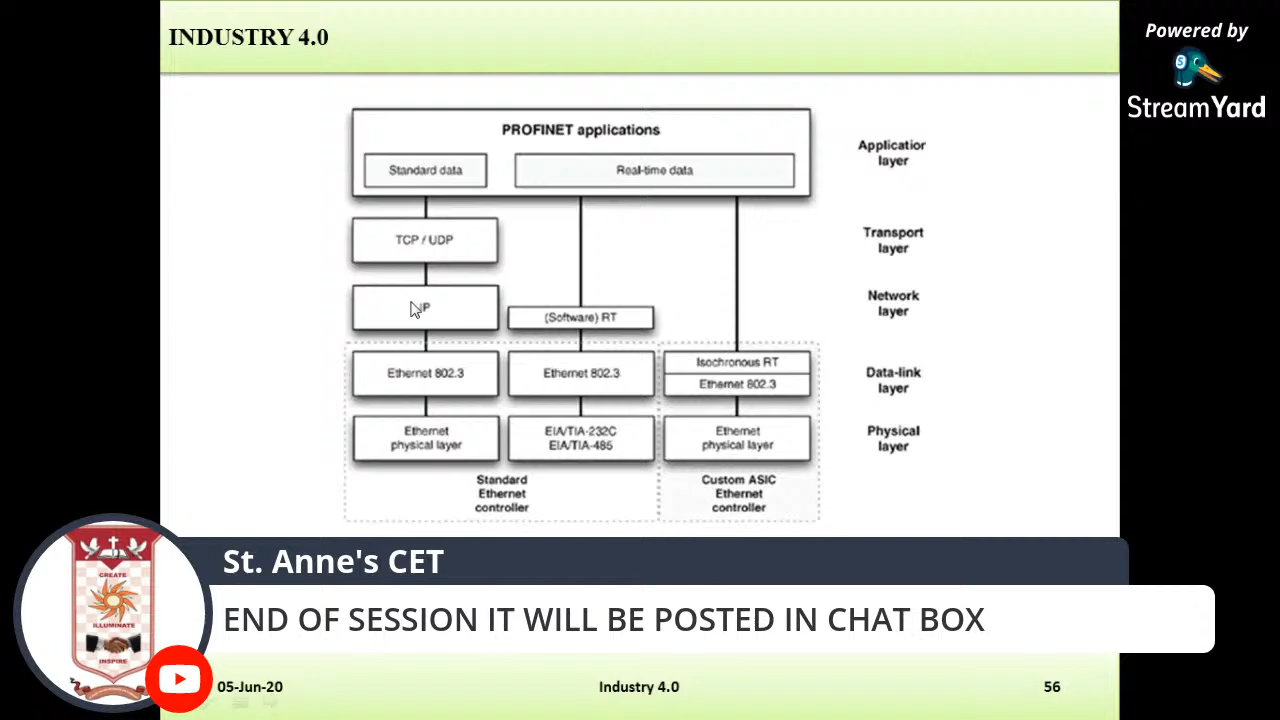 INDUSTRY 4.0
Powered by
StreamYard
PROFINET applications
Standard data
Real-time data
Application
layer
TCP / UDP
Transport
layer
IP
(Software) RT
Network
layer
Ethernet 802.3
Ethernet 802.3
Isochronous RT
Ethernet 802.3
Data-link
layer
Ethernet
physical layer
EIA/TIA-232C
EIA/TIA-485
Ethernet
physical layer
Physical
layer
Standard
Ethernet
controller
Custom ASIC
Ethernet
controller
CREATE
ILLUMINATE
INSPIRE
St. Anne's CET
END OF SESSION IT WILL BE POSTED IN CHAT BOX
05-Jun-20
Industry 4.0
56